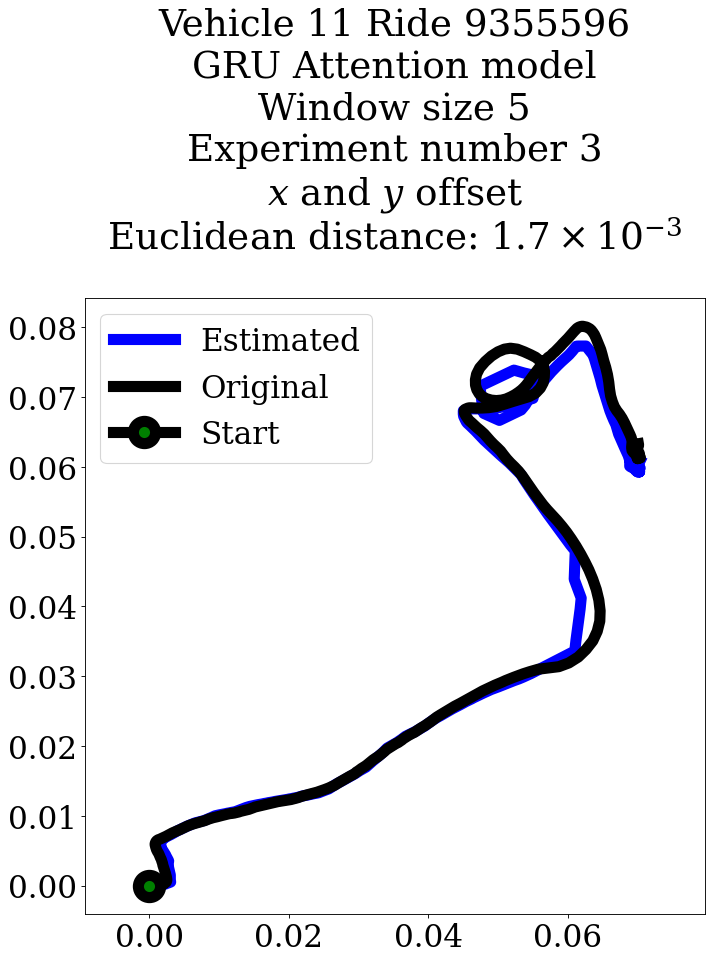 Vehicle 11 Ride 9355596
GRU Attention model
Window size 5
Experiment number 3
x and y offset
Euclidean distance: 1.7 × 10⁻³
Estimated
Original
Start
0.08
0.07
0.06
0.05
0.04
0.03
0.02
0.01
0.00
0.00 0.02 0.04 0.06